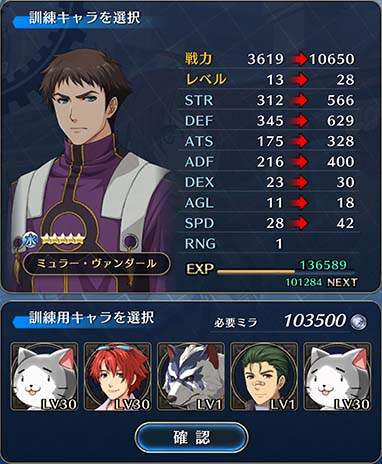 訓練キャラを選択
戦力 3619 10650
レベル 13 28
STR 312 566
DEF 345 629
ATS 175 328
ADF 216 400
DEX 23 30
AGL 11 18
SPD 28 42
RNG 1
水
ミュラー・ヴァンダール
EXP 136589
101284 NEXT
訓練用キャラを選択 必要ミラ 103500
LV30 LV30 LV1 LV1 LV30
確認